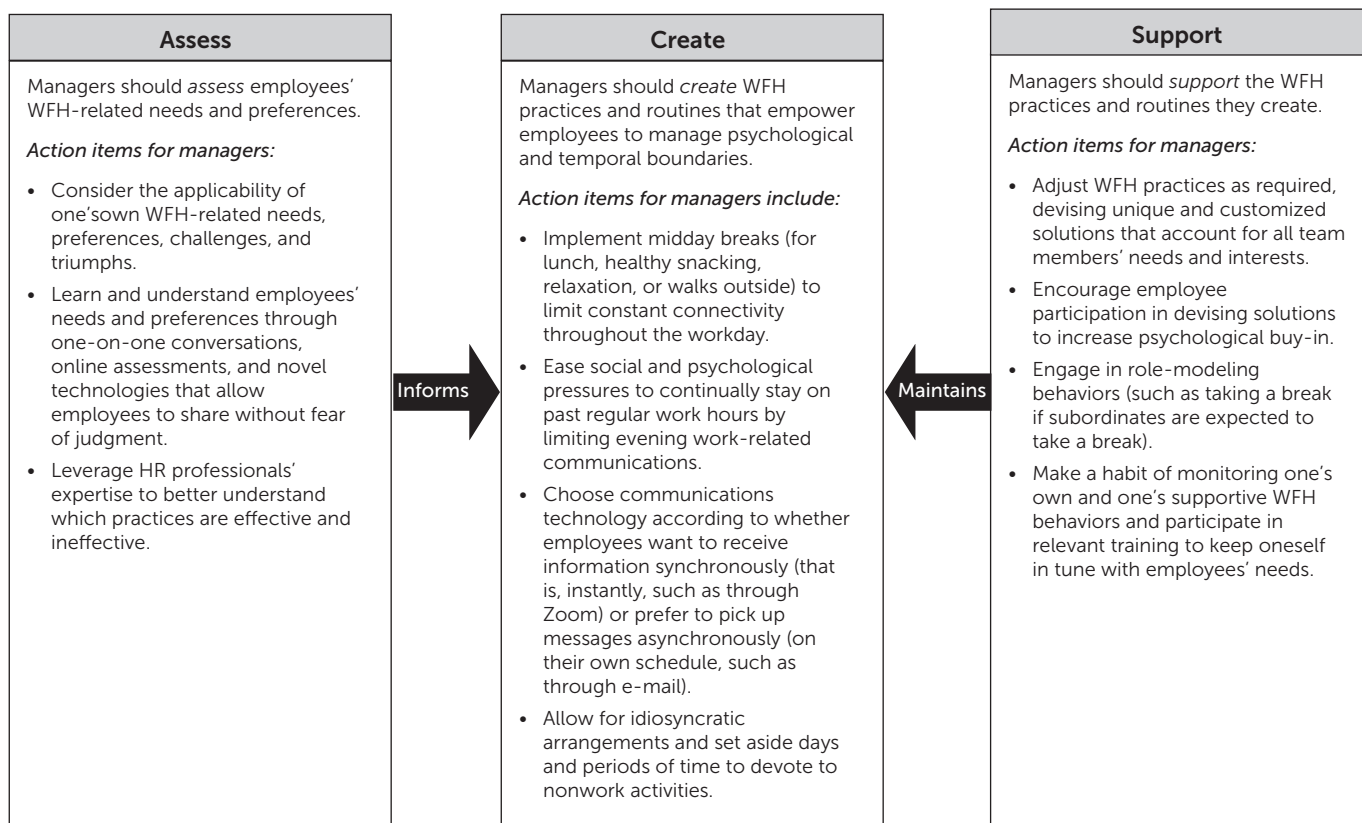 Assess
Managers should assess employees’
WFH-related needs and preferences.
Action items for managers:
• Consider the applicability of
one’sown WFH-related needs,
preferences, challenges, and
triumphs.
• Learn and understand employees’
needs and preferences through
one-on-one conversations,
online assessments, and novel
technologies that allow
employees to share without fear
of judgment.
• Leverage HR professionals’
expertise to better understand
which practices are effective and
ineffective.
Informs
Create
Managers should create WFH
practices and routines that empower
employees to manage psychological
and temporal boundaries.
Action items for managers include:
• Implement midday breaks (for
lunch, healthy snacking,
relaxation, or walks outside) to
limit constant connectivity
throughout the workday.
• Ease social and psychological
pressures to continually stay on
past regular work hours by
limiting evening work-related
communications.
• Choose communications
technology according to whether
employees want to receive
information synchronously (that
is, instantly, such as through
Zoom) or prefer to pick up
messages asynchronously (on
their own schedule, such as
through e-mail).
• Allow for idiosyncratic
arrangements and set aside days
and periods of time to devote to
nonwork activities.
Maintains
Support
Managers should support the WFH
practices and routines they create.
Action items for managers:
• Adjust WFH practices as required,
devising unique and customized
solutions that account for all team
members’ needs and interests.
• Encourage employee
participation in devising solutions
to increase psychological buy-in.
• Engage in role-modeling
behaviors (such as taking a break
if subordinates are expected to
take a break).
• Make a habit of monitoring one’s
own and one’s supportive WFH
behaviors and participate in
relevant training to keep oneself
in tune with employees’ needs.